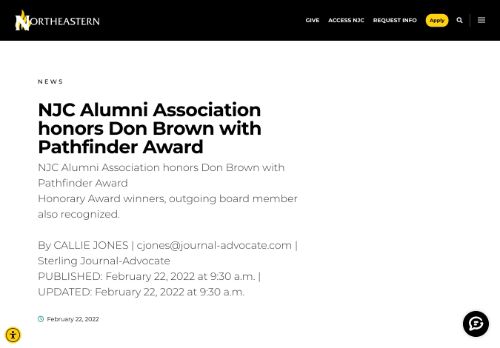 NORTHEASTERN
GIVE ACCESS NJC REQUEST INFO Apply
NEWS
NJC Alumni Association
honors Don Brown with
Pathfinder Award
NJC Alumni Association honors Don Brown with
Pathfinder Award
Honorary Award winners, outgoing board member
also recognized.
By CALLIE JONES | cjones@journal-advocate.com |
Sterling Journal-Advocate
PUBLISHED: February 22, 2022 at 9:30 a.m. |
UPDATED: February 22, 2022 at 9:30 a.m.
February 22, 2022